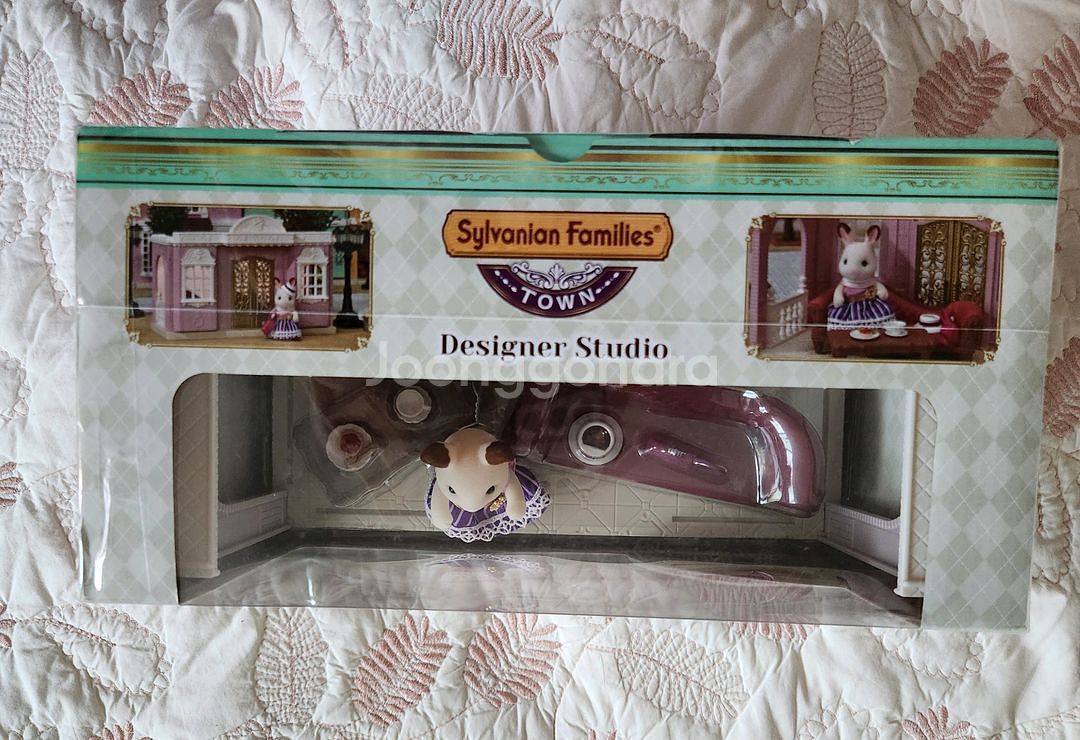 Sylvanian Families®
TOWN
Designer Studio
Joonggonara